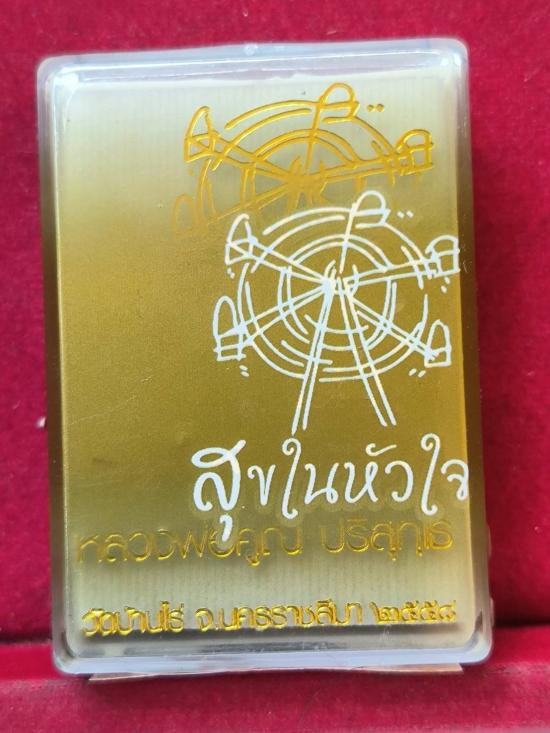 สุขในหัวใจ
หลวงพ่อคูณ ปริสุทโธ
วัดบ้านไร่ จ.นครราชสีมา ๒๕๕๘